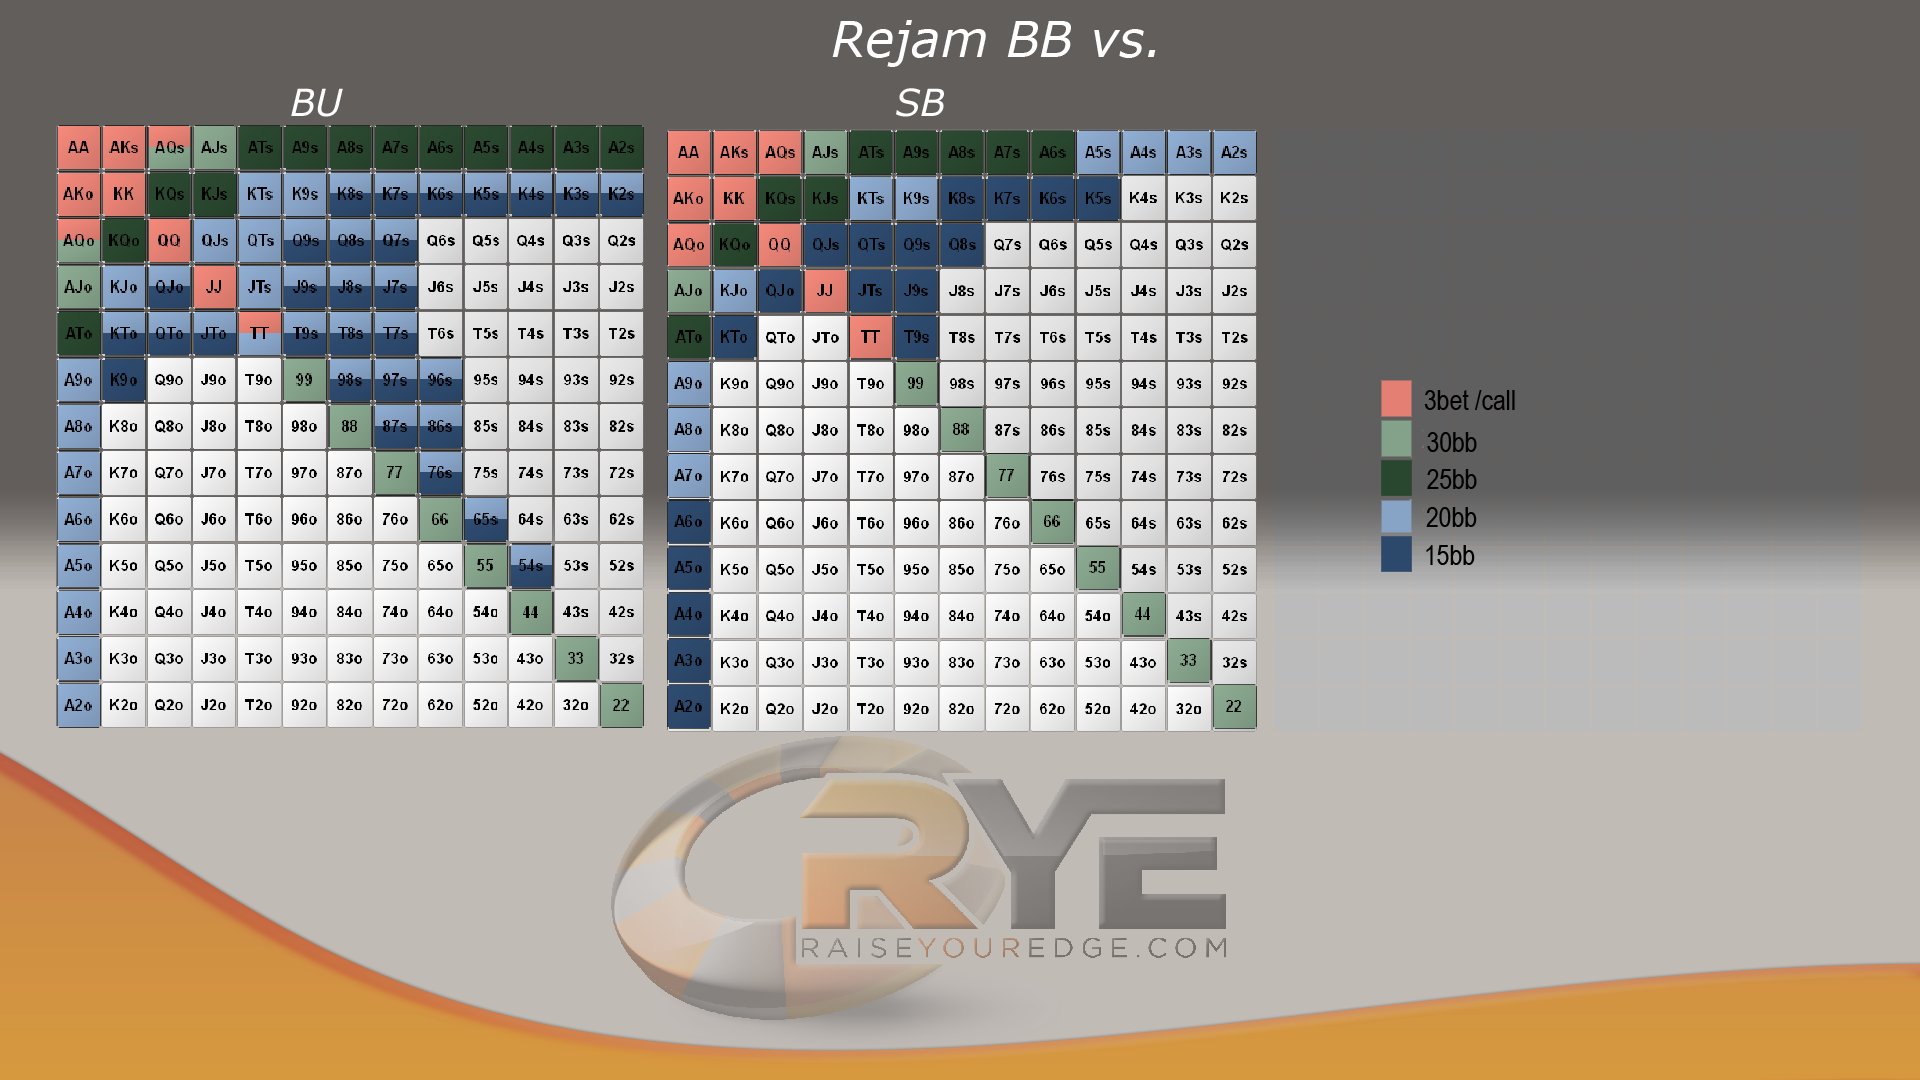 Rejam BB vs.
BU
AA AKs AQs AJs ATs A9s A8s A7s A6s A5s A4s A3s A2s
AKo KK KQs KJs KTs K9s K8s K7s K6s K5s K4s K3s K2s
AQo KQo QQ QJs QTs Q9s Q8s Q7s Q6s Q5s Q4s Q3s Q2s
AJo KJo QJo JJ JTs J9s J8s J7s J6s J5s J4s J3s J2s
ATo KTo QTo JTo TT T9s T8s T7s T6s T5s T4s T3s T2s
A9o K9o Q9o J9o T9o 99 98s 97s 96s 95s 94s 93s 92s
A8o K8o Q8o J8o T8o 98o 88 87s 86s 85s 84s 83s 82s
A7o K7o Q7o J7o T7o 97o 87o 77 76s 75s 74s 73s 72s
A6o K6o Q6o J6o T6o 96o 86o 76o 66 65s 64s 63s 62s
A5o K5o Q5o J5o T5o 95o 85o 75o 65o 55 54s 53s 52s
A4o K4o Q4o J4o T4o 94o 84o 74o 64o 54o 44 43s 42s
A3o K3o Q3o J3o T3o 93o 83o 73o 63o 53o 43o 33 32s
A2o K2o Q2o J2o T2o 92o 82o 72o 62o 52o 42o 32o 22
SB
AA AKs AQs AJs ATs A9s A8s A7s A6s A5s A4s A3s A2s
AKo KK KQs KJs KTs K9s K8s K7s K6s K5s K4s K3s K2s
AQo KQo QQ QJs QTs Q9s Q8s Q7s Q6s Q5s Q4s Q3s Q2s
AJo KJo QJo JJ JTs J9s J8s J7s J6s J5s J4s J3s J2s
ATo KTo QTo JTo TT T9s T8s T7s T6s T5s T4s T3s T2s
A9o K9o Q9o J9o T9o 99 98s 97s 96s 95s 94s 93s 92s
A8o K8o Q8o J8o T8o 98o 88 87s 86s 85s 84s 83s 82s
A7o K7o Q7o J7o T7o 97o 87o 77 76s 75s 74s 73s 72s
A6o K6o Q6o J6o T6o 96o 86o 76o 66 65s 64s 63s 62s
A5o K5o Q5o J5o T5o 95o 85o 75o 65o 55 54s 53s 52s
A4o K4o Q4o J4o T4o 94o 84o 74o 64o 54o 44 43s 42s
A3o K3o Q3o J3o T3o 93o 83o 73o 63o 53o 43o 33 32s
A2o K2o Q2o J2o T2o 92o 82o 72o 62o 52o 42o 32o 22
3bet /call
30bb
25bb
20bb
15bb
RYE
RAISEYOUREDGE.COM